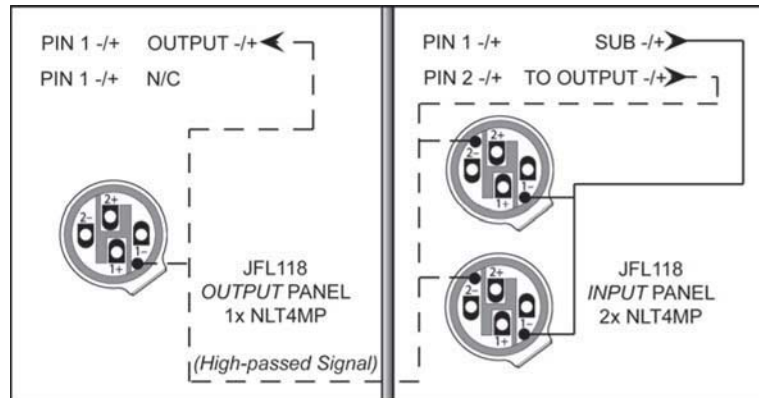 PIN 1 -/+ OUTPUT -/+
PIN 1 -/+ N/C
2+
2-
1-
1+
JFL118
OUTPUT PANEL
1x NLT4MP
(High-passed Signal)
PIN 1 -/+ SUB -/+
PIN 2 -/+ TO OUTPUT -/+
2+
2-
1-
1+
2+
2-
1-
1+
JFL118
INPUT PANEL
2x NLT4MP